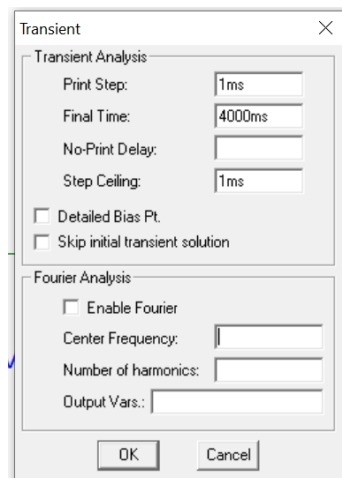 Transient
Transient Analysis
Print Step: 1ms
Final Time: 4000ms
No-Print Delay:
Step Ceiling: 1ms
Detailed Bias Pt.
Skip initial transient solution
Fourier Analysis
Enable Fourier
Center Frequency:
Number of harmonics:
Output Vars.:
OK Cancel